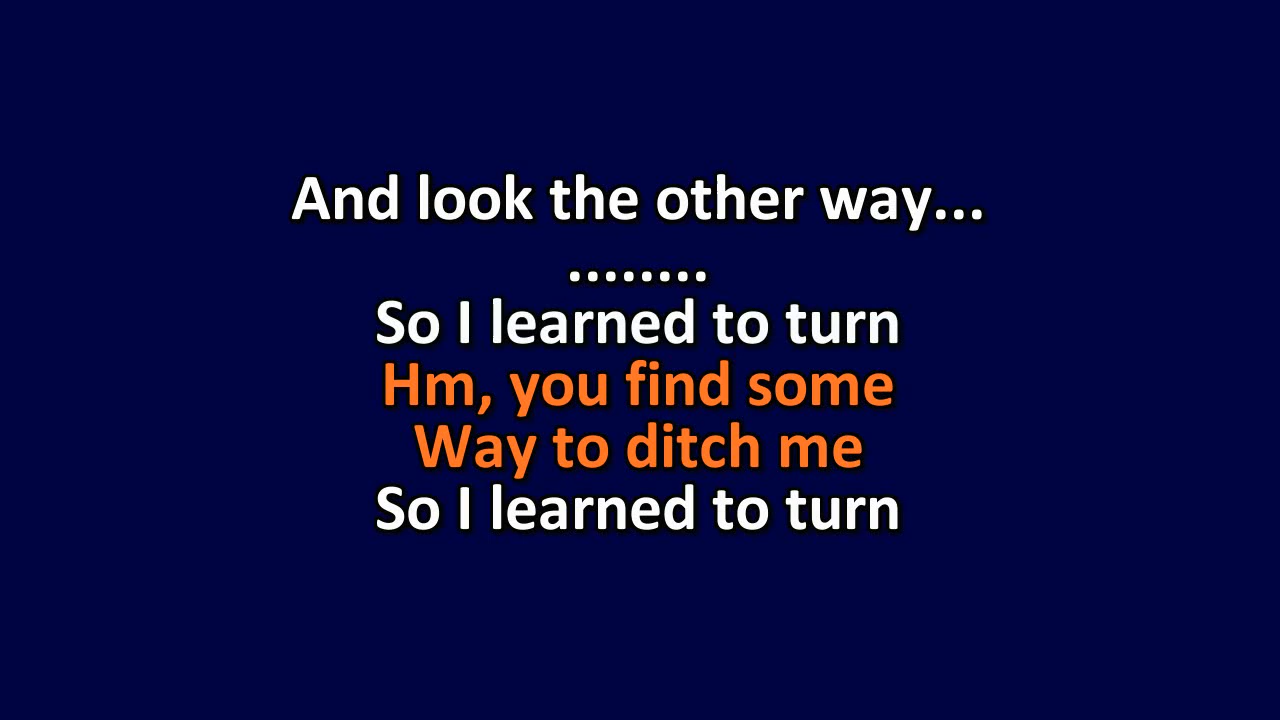 And look the other way...
........
So I learned to turn
Hm, you find some
Way to ditch me
So I learned to turn